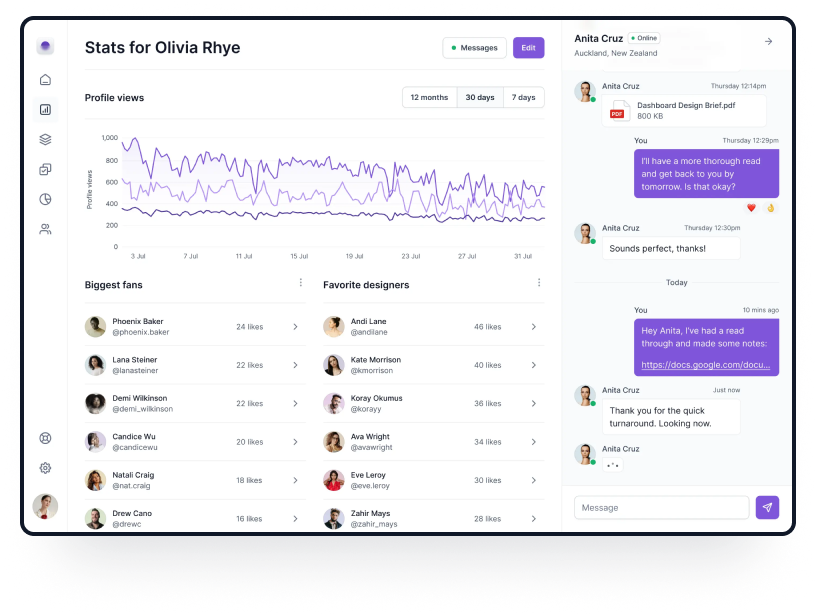 Stats for Olivia Rhye
Messages
Edit
Profile views
12 months
30 days
7 days
Profile views
1,000
800
600
400
200
0
3 Jul
7 Jul
11 Jul
15 Jul
19 Jul
23 Jul
27 Jul
31 Jul
Biggest fans
Phoenix Baker
@phoenix.baker
24 likes
Lana Steiner
@lanasteiner
22 likes
Demi Wilkinson
@demi_wilkinson
22 likes
Candice Wu
@candicewu
20 likes
Natali Craig
@nat.craig
18 likes
Drew Cano
@drewc
16 likes
Favorite designers
Andi Lane
@andilane
46 likes
Kate Morrison
@kmorrison
40 likes
Koray Okumus
@korayy
36 likes
Ava Wright
@avawright
34 likes
Eve Leroy
@eve.leroy
30 likes
Zahir Mays
@zahir_mays
28 likes
Anita Cruz
Online
Auckland, New Zealand
Anita Cruz
Thursday 12:14pm
PDF
Dashboard Design Brief.pdf
800 KB
You
Thursday 12:29pm
I'll have a more thorough read
and get back to you by
tomorrow. Is that okay?
Anita Cruz
Thursday 12:30pm
Sounds perfect, thanks!
Today
You
10 mins ago
Hey Anita, I've had a read
through and made some notes:
https://docs.google.com/docu...
Anita Cruz
Just now
Thank you for the quick
turnaround. Looking now.
Anita Cruz
Message